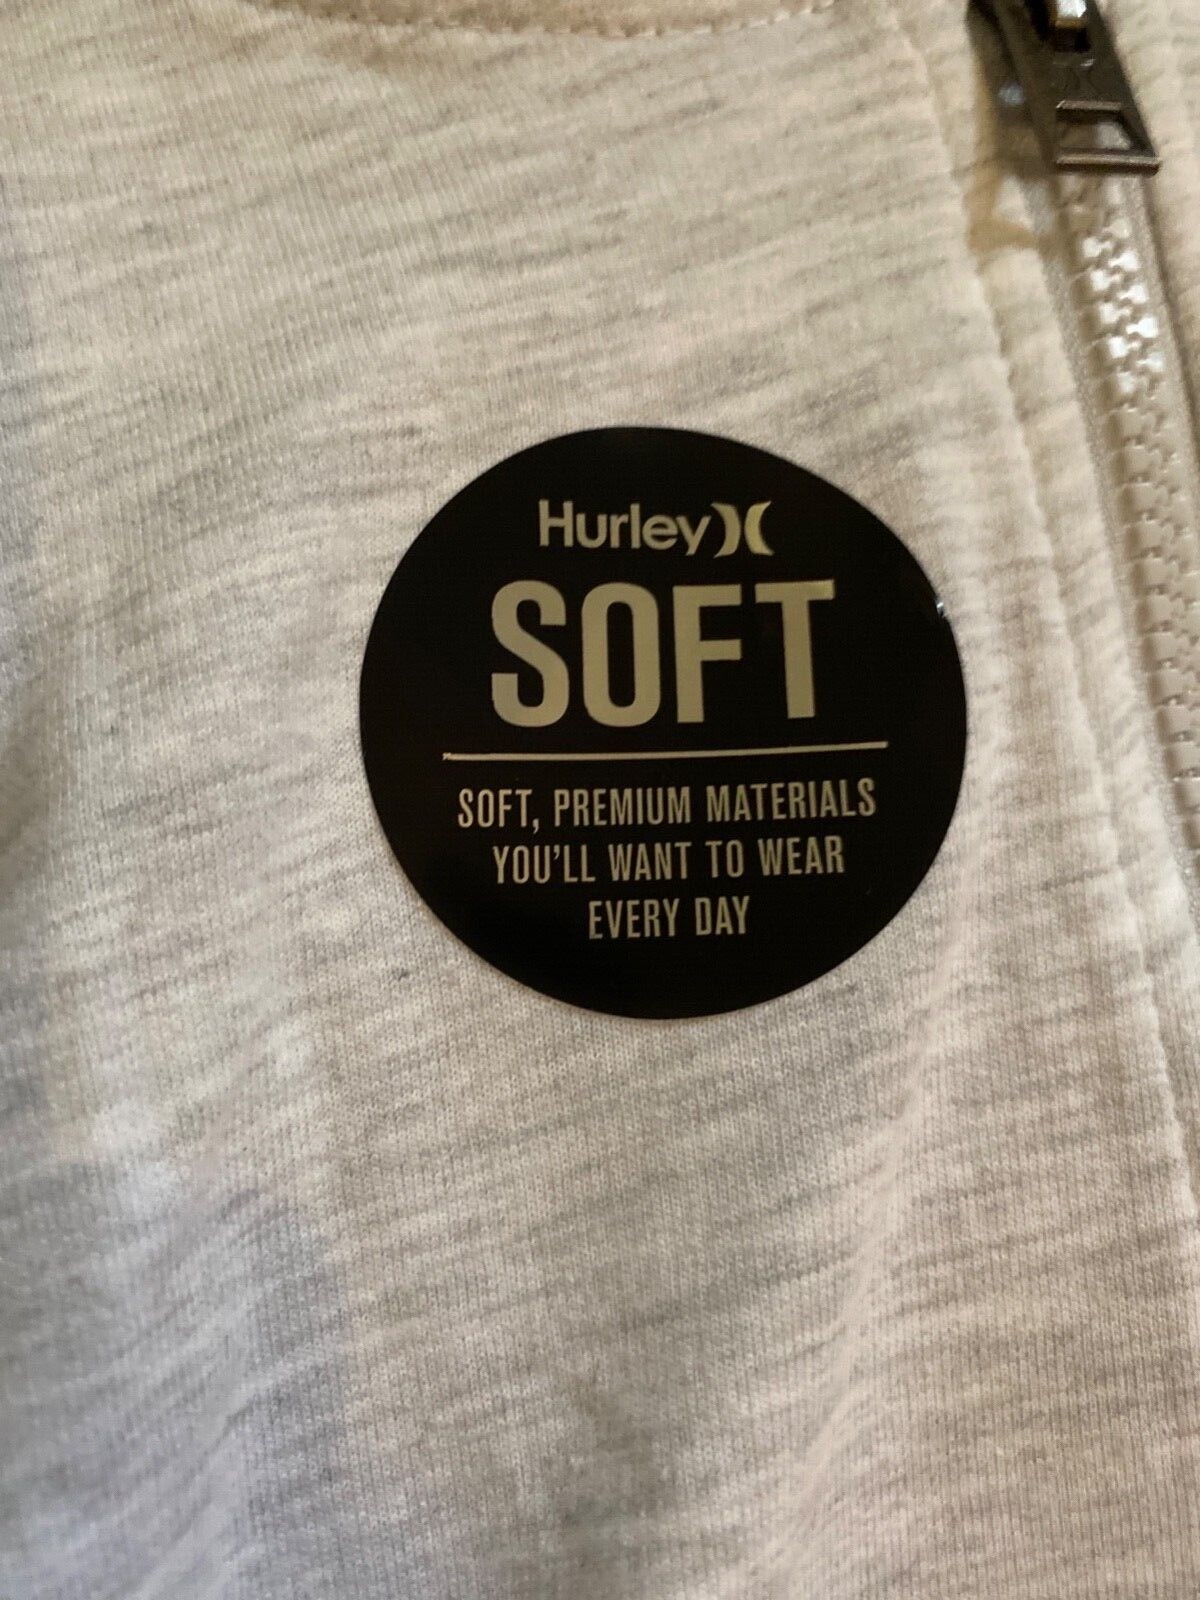 Hurley
SOFT
SOFT, PREMIUM MATERIALS
YOU'LL WANT TO WEAR
EVERY DAY